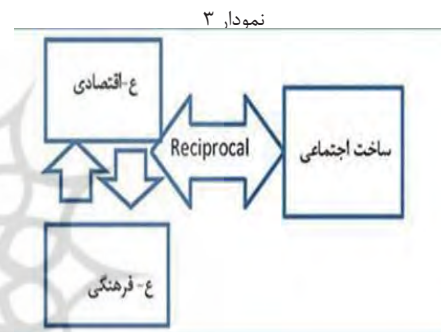 نمودار ۳
ع-اقتصادی
Reciprocal
ساخت اجتماعی
ع- فرهنگی